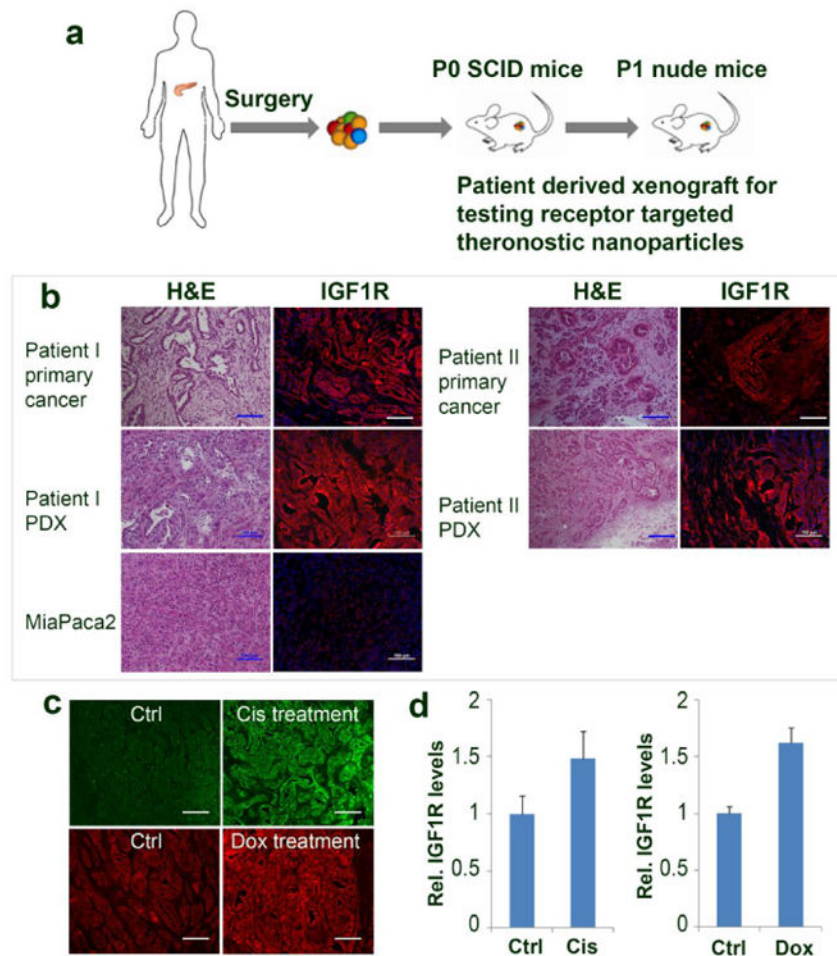 a
Surgery
P0 SCID mice
P1 nude mice
Patient derived xenograft for
testing receptor targeted
theronostic nanoparticles
b
H&E
IGF1R
H&E
IGF1R
Patient I
primary
cancer
Patient II
primary
cancer
Patient I
PDX
Patient II
PDX
MiaPaca2
c
Ctrl
Cis treatment
Ctrl
Dox treatment
d
Rel. IGF1R levels
2
1.5
1
0.5
0
Ctrl
Cis
Rel. IGF1R levels
2
1.5
1
0.5
0
Ctrl
Dox